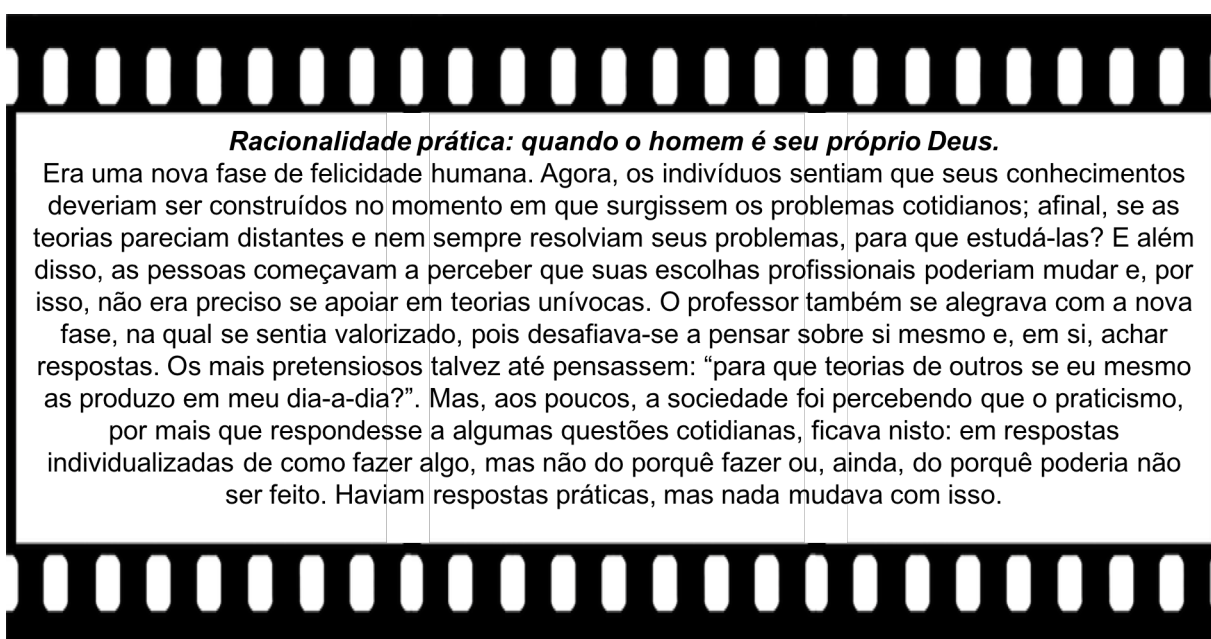 Racionalidade prática: quando o homem é seu próprio Deus.
Era uma nova fase de felicidade humana. Agora, os indivíduos sentiam que seus conhecimentos
deveriam ser construídos no momento em que surgissem os problemas cotidianos; afinal, se as
teorias pareciam distantes e nem sempre resolviam seus problemas, para que estudá-las? E além
disso, as pessoas começavam a perceber que suas escolhas profissionais poderiam mudar e, por
isso, não era preciso se apoiar em teorias unívocas. O professor também se alegrava com a nova
fase, na qual se sentia valorizado, pois desafiava-se a pensar sobre si mesmo e, em si, achar
respostas. Os mais pretensiosos talvez até pensassem: “para que teorias de outros se eu mesmo
as produzo em meu dia-a-dia?”. Mas, aos poucos, a sociedade foi percebendo que o praticismo,
por mais que respondesse a algumas questões cotidianas, ficava nisto: em respostas
individualizadas de como fazer algo, mas não do porquê fazer ou, ainda, do porquê poderia não
ser feito. Haviam respostas práticas, mas nada mudava com isso.